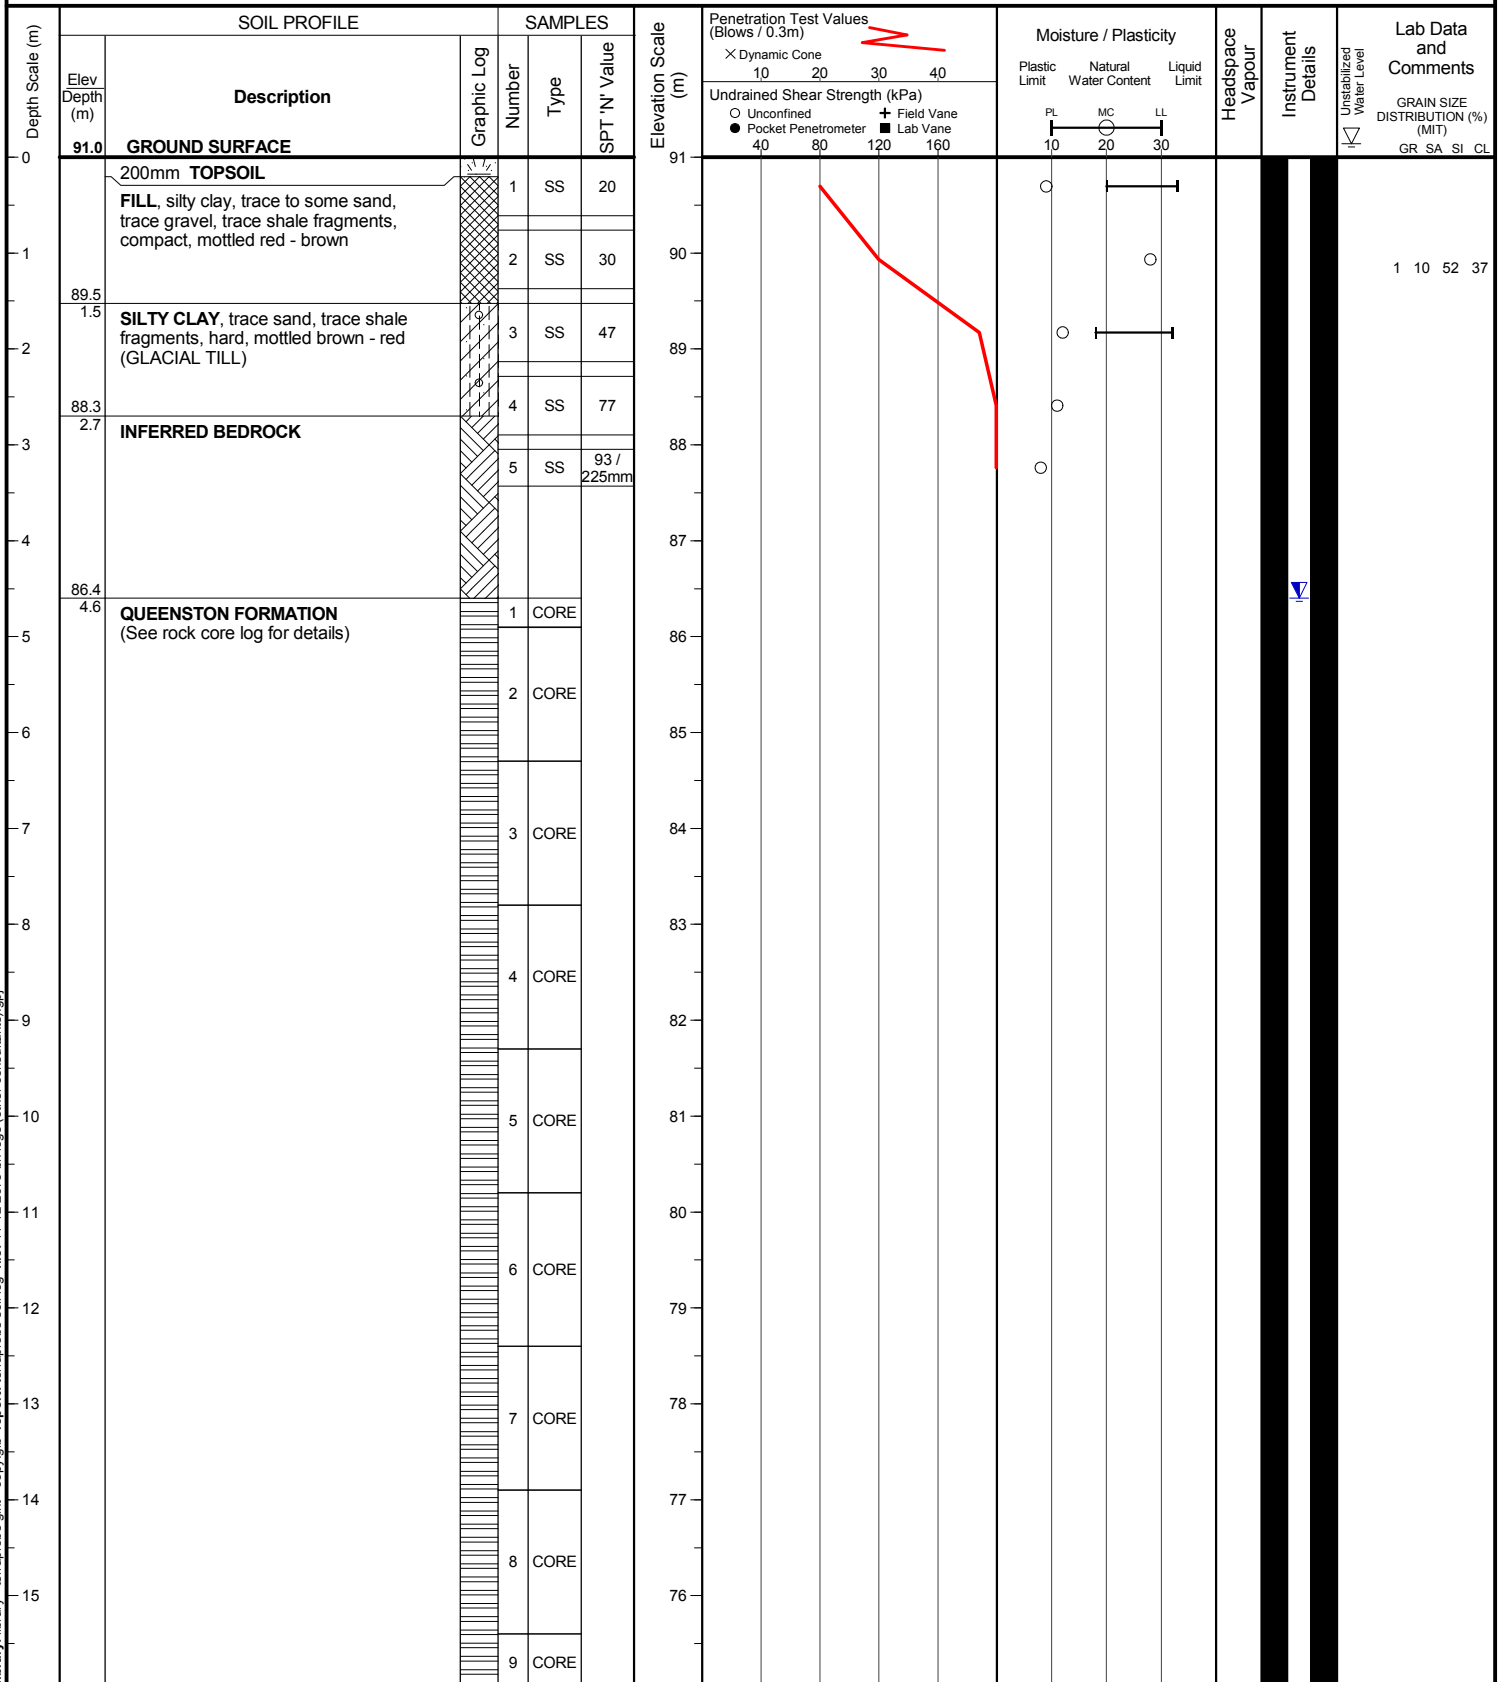 SOIL PROFILE
SAMPLES
Depth Scale (m)
Elev
Depth
(m)
Description
Graphic Log
Number
Type
SPT 'N' Value
Elevation Scale
(m)
Penetration Test Values
(Blows / 0.3m)
Dynamic Cone
10 20 30 40
Undrained Shear Strength (kPa)
Unconfined
Field Vane
Pocket Penetrometer
Lab Vane
40 80 120 160
Moisture / Plasticity
Plastic
Limit
Natural
Water Content
Liquid
Limit
PL MC LL
10 20 30
Headspace
Vapour
Instrument
Details
Unstabilized
Water Level
Lab Data
and
Comments
GRAIN SIZE
DISTRIBUTION (%)
(MIT)
GR SA SI CL
91.0 GROUND SURFACE
200mm TOPSOIL
FILL, silty clay, trace to some sand,
trace gravel, trace shale fragments,
compact, mottled red - brown
89.5
1.5
SILTY CLAY, trace sand, trace shale
fragments, hard, mottled brown - red
(GLACIAL TILL)
88.3
2.7
INFERRED BEDROCK
86.4
4.6
QUEENSTON FORMATION
(See rock core log for details)
1 SS 20
2 SS 30
3 SS 47
4 SS 77
5 SS 93 /
225mm
1 CORE
2 CORE
3 CORE
4 CORE
5 CORE
6 CORE
7 CORE
8 CORE
9 CORE
1 10 52 37
0
1
2
3
4
5
6
7
8
9
10
11
12
13
14
15
91
90
89
88
87
86
85
84
83
82
81
80
79
78
77
76